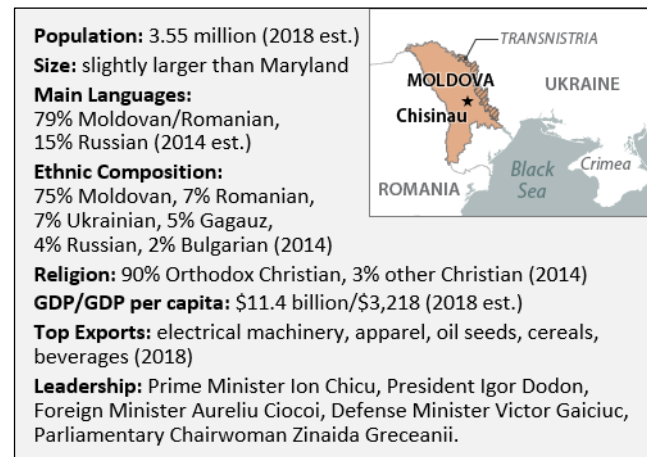 Population: 3.55 million (2018 est.)
Size: slightly larger than Maryland
Main Languages:
79% Moldovan/Romanian,
15% Russian (2014 est.)
Ethnic Composition:
75% Moldovan, 7% Romanian,
7% Ukrainian, 5% Gagauz,
4% Russian, 2% Bulgarian (2014)
Religion: 90% Orthodox Christian, 3% other Christian (2014)
GDP/GDP per capita: $11.4 billion/$3,218 (2018 est.)
Top Exports: electrical machinery, apparel, oil seeds, cereals,
beverages (2018)
Leadership: Prime Minister Ion Chicu, President Igor Dodon,
Foreign Minister Aureliu Ciocoi, Defense Minister Victor Gaiciuc,
Parliamentary Chairwoman Zinaida Greceanii.
TRANSNISTRIA
MOLDOVA
UKRAINE
Chisinau
Black
Sea
Crimea
ROMANIA